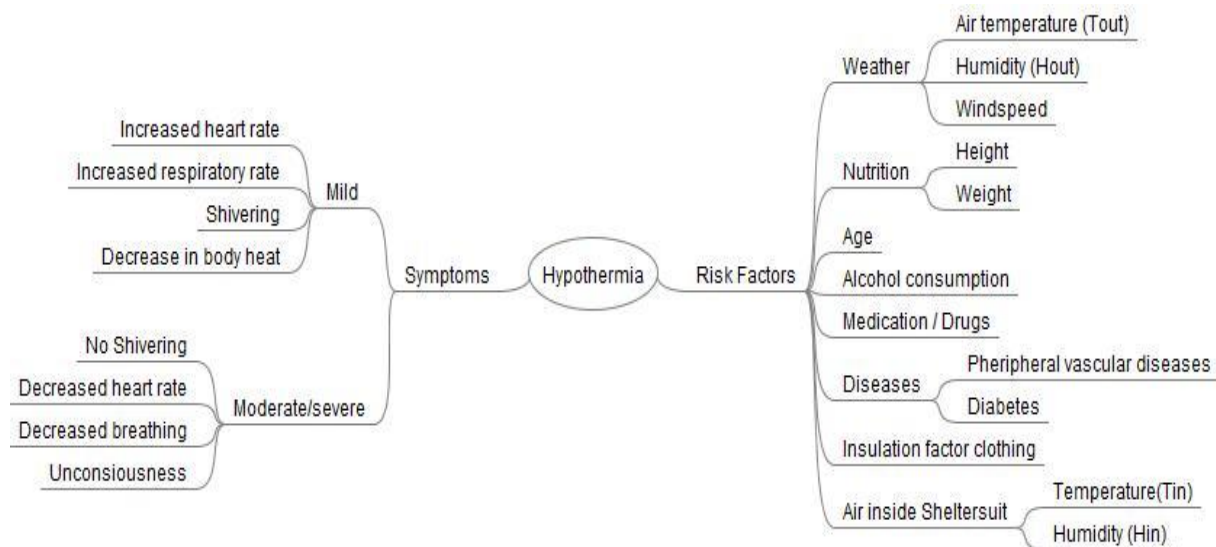 Increased heart rate
Increased respiratory rate
Shivering
Decrease in body heat
Mild
No Shivering
Decreased heart rate
Decreased breathing
Unconsiousness
Moderate/severe
Symptoms
Hypothermia
Risk Factors
Weather
Air temperature (Tout)
Humidity (Hout)
Windspeed
Nutrition
Height
Weight
Age
Alcohol consumption
Medication / Drugs
Diseases
Pheripheral vascular diseases
Diabetes
Insulation factor clothing
Air inside Sheltersuit
Temperature(Tin)
Humidity (Hin)